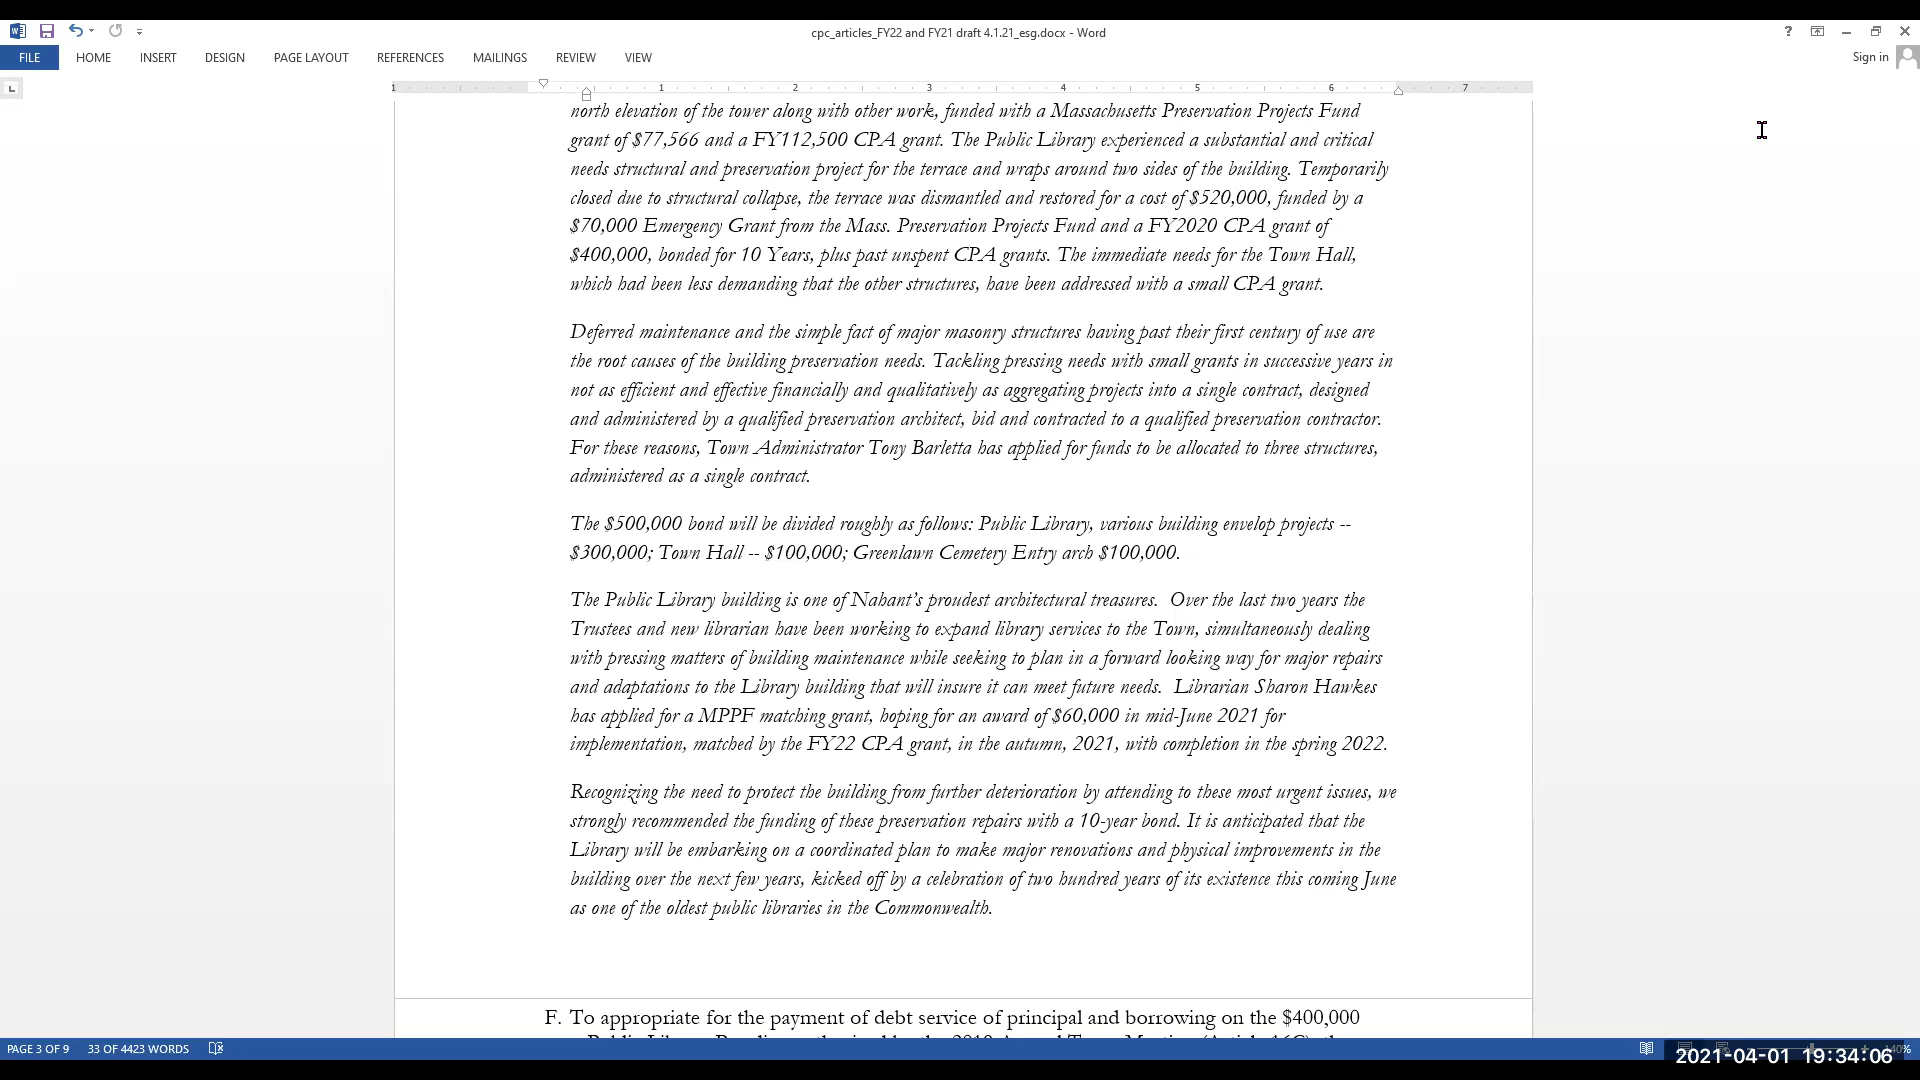 cpc_articles_FY22 and FY21 draft 4.1.21_esg.docx - Word
?
FILE HOME INSERT DESIGN PAGE LAYOUT REFERENCES MAILINGS REVIEW VIEW
Sign in
1 1 2 3 4 5 6 7
north elevation of the tower along with other work, funded with a Massachusetts Preservation Projects Fund
grant of $77,566 and a FY112,500 CPA grant. The Public Library experienced a substantial and critical
needs structural and preservation project for the terrace and wraps around two sides of the building. Temporarily
closed due to structural collapse, the terrace was dismantled and restored for a cost of $520,000, funded by a
$70,000 Emergency Grant from the Mass. Preservation Projects Fund and a FY2020 CPA grant of
$400,000, bonded for 10 Years, plus past unspent CPA grants. The immediate needs for the Town Hall,
which had been less demanding that the other structures, have been addressed with a small CPA grant.
Deferred maintenance and the simple fact of major masonry structures having past their first century of use are
the root causes of the building preservation needs. Tackling pressing needs with small grants in successive years in
not as efficient and effective financially and qualitatively as aggregating projects into a single contract, designed
and administered by a qualified preservation architect, bid and contracted to a qualified preservation contractor.
For these reasons, Town Administrator Tony Barletta has applied for funds to be allocated to three structures,
administered as a single contract.
The $500,000 bond will be divided roughly as follows: Public Library, various building envelop projects --
$300,000; Town Hall -- $100,000; Greenlawn Cemetery Entry arch $100,000.
The Public Library building is one of Nahant's proudest architectural treasures.  Over the last two years the
Trustees and new librarian have been working to expand library services to the Town, simultaneously dealing
with pressing matters of building maintenance while seeking to plan in a forward looking way for major repairs
and adaptations to the Library building that will insure it can meet future needs.  Librarian Sharon Hawkes
has applied for a MPPF matching grant, hoping for an award of $60,000 in mid-June 2021 for
implementation, matched by the FY22 CPA grant, in the autumn, 2021, with completion in the spring 2022.
Recognizing the need to protect the building from further deterioration by attending to these most urgent issues, we
strongly recommended the funding of these preservation repairs with a 10-year bond. It is anticipated that the
Library will be embarking on a coordinated plan to make major renovations and physical improvements in the
building over the next few years, kicked off by a celebration of two hundred years of its existence this coming June
as one of the oldest public libraries in the Commonwealth.
F. To appropriate for the payment of debt service of principal and borrowing on the $400,000
PAGE 3 OF 9 33 OF 4423 WORDS
2021-04-01 19:34:06